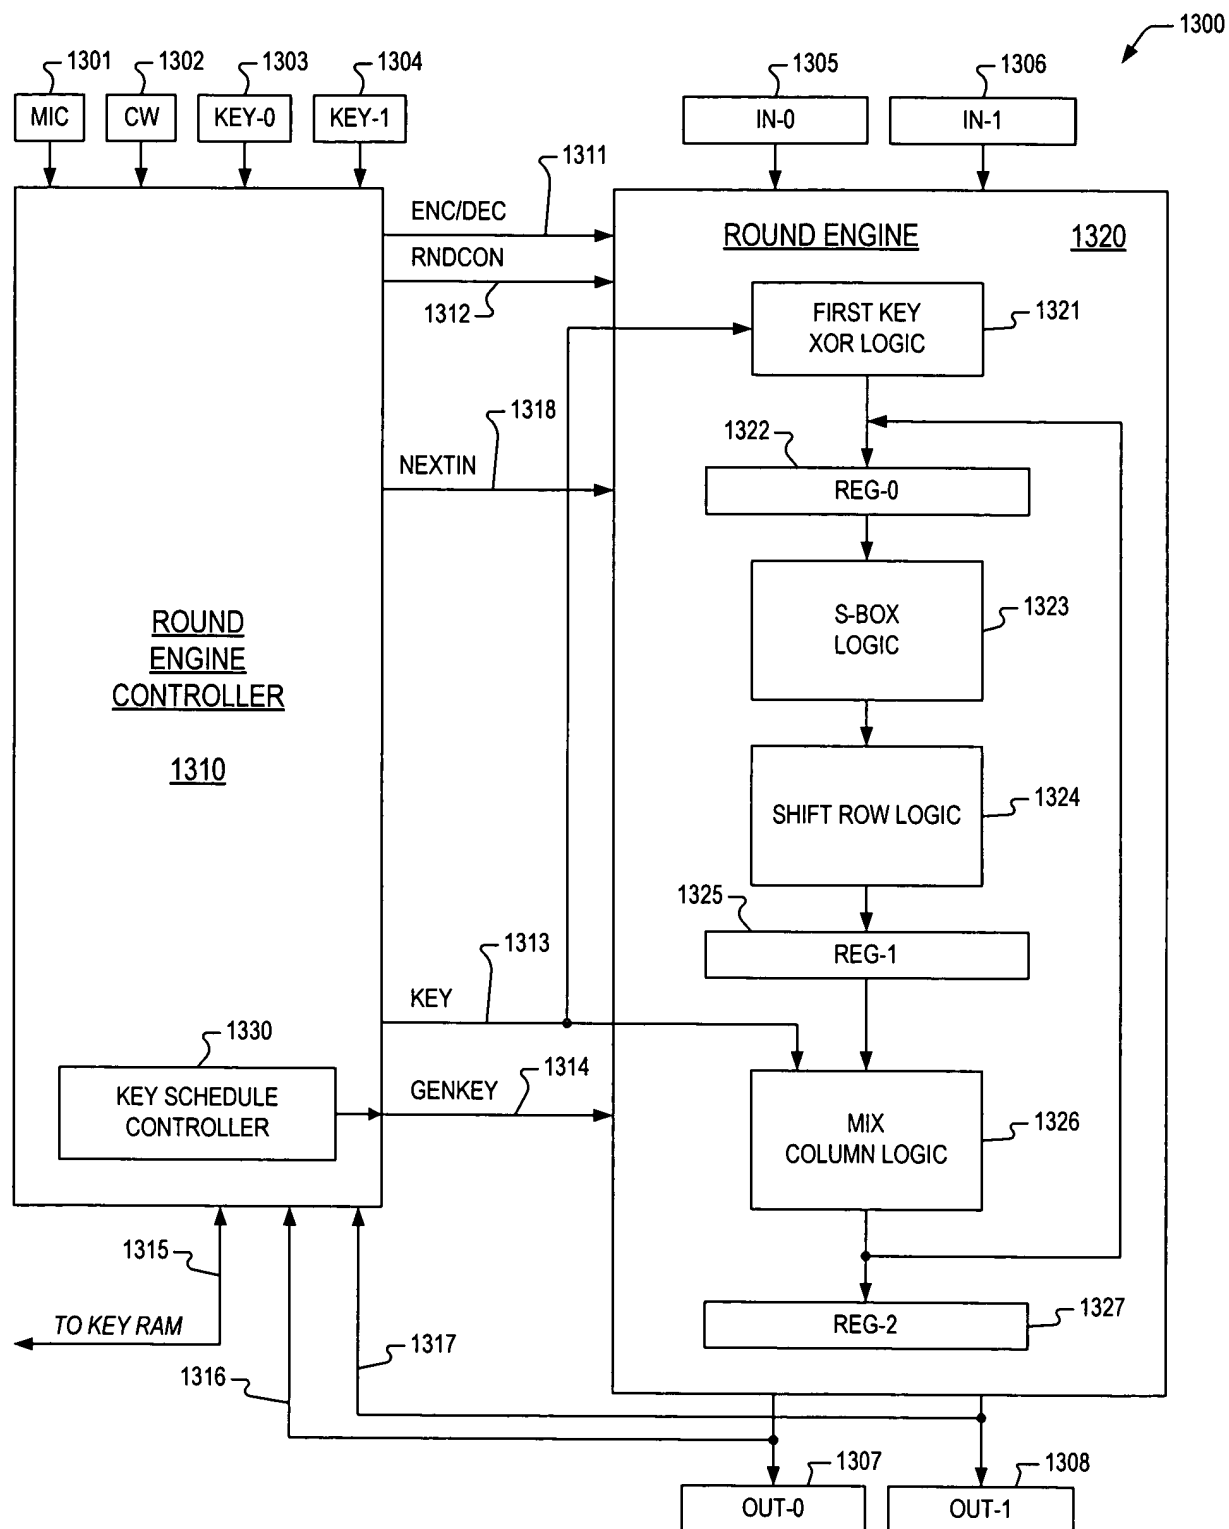 1300
1301
1302
1303
1304
1305
1306
MIC
CW
KEY-0
KEY-1
IN-0
IN-1
1311
ENC/DEC
RNDCON
1312
ROUND ENGINE
1320
FIRST KEY
XOR LOGIC
1321
1318
NEXTIN
1322
REG-0
S-BOX
LOGIC
1323
ROUND
ENGINE
CONTROLLER
1310
SHIFT ROW LOGIC
1324
1325
REG-1
1313
KEY
1330
KEY SCHEDULE
CONTROLLER
1314
GENKEY
MIX
COLUMN LOGIC
1326
1315
TO KEY RAM
1316
1317
REG-2
1327
1307
1308
OUT-0
OUT-1